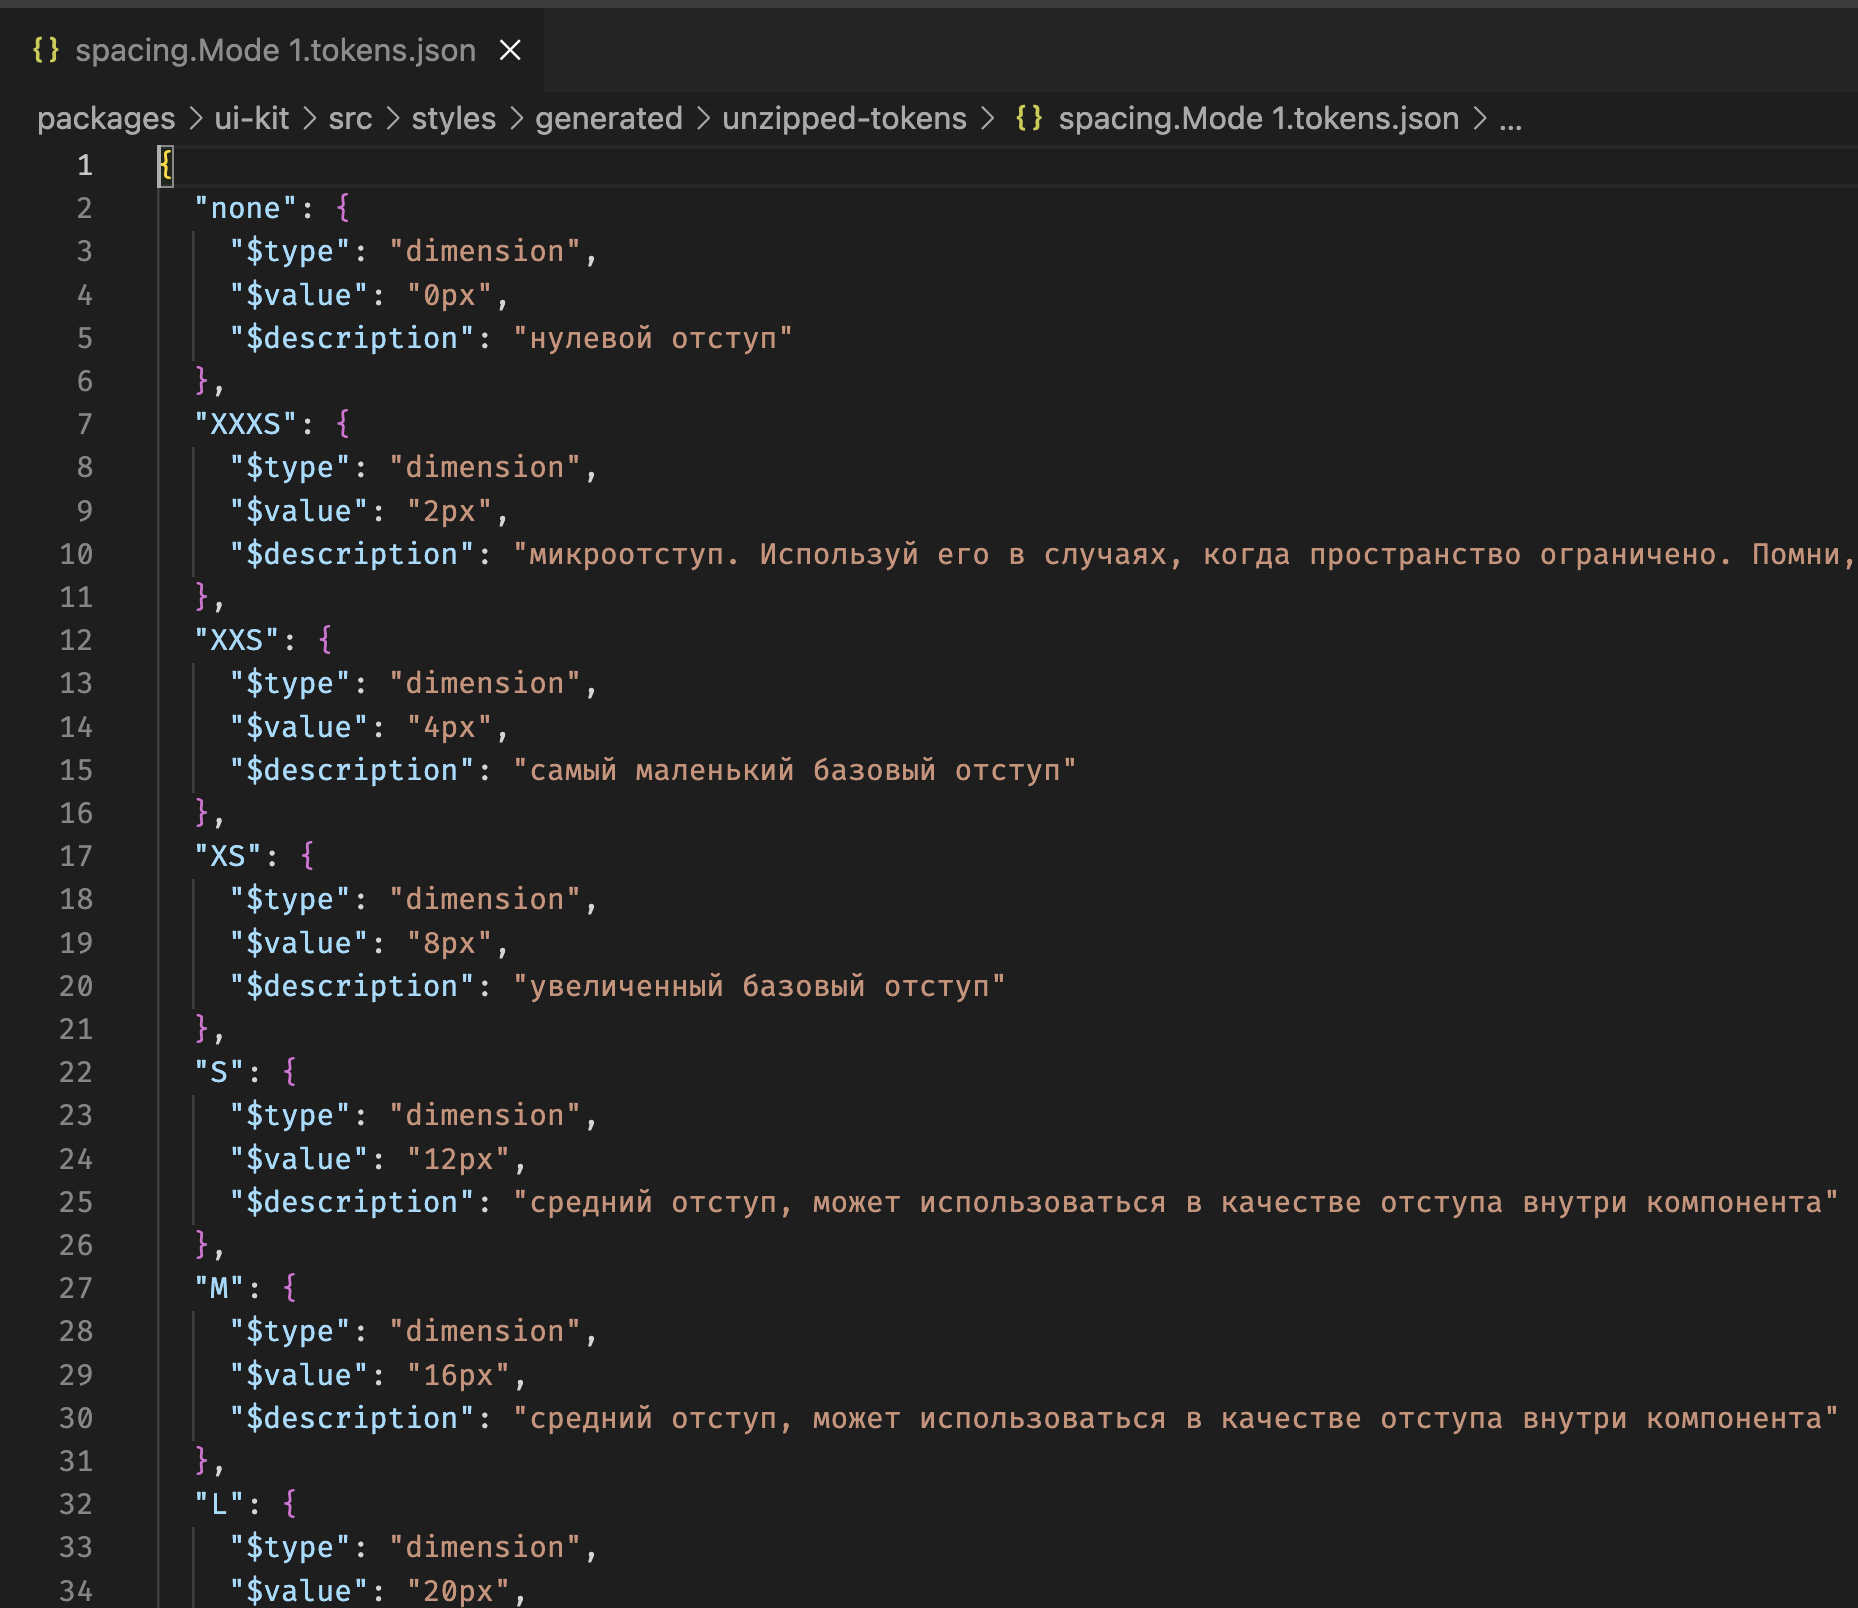 {} spacing.Mode 1.tokens.json ×
packages > ui-kit > src > styles > generated > unzipped-tokens > {} spacing.Mode 1.tokens.json > ...
1 {
2 "none": {
3 "$type": "dimension",
4 "$value": "0px",
5 "$description": "нулевой отступ"
6 },
7 "XXXS": {
8 "$type": "dimension",
9 "$value": "2px",
10 "$description": "микроотступ. Используй его в случаях, когда пространство ограничено. Помни,
11 },
12 "XXS": {
13 "$type": "dimension",
14 "$value": "4px",
15 "$description": "самый маленький базовый отступ"
16 },
17 "XS": {
18 "$type": "dimension",
19 "$value": "8px",
20 "$description": "увеличенный базовый отступ"
21 },
22 "S": {
23 "$type": "dimension",
24 "$value": "12px",
25 "$description": "средний отступ, может использоваться в качестве отступа внутри компонента"
26 },
27 "M": {
28 "$type": "dimension",
29 "$value": "16px",
30 "$description": "средний отступ, может использоваться в качестве отступа внутри компонента"
31 },
32 "L": {
33 "$type": "dimension",
34 "$value": "20px",